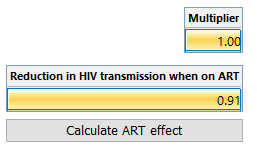 Multiplier
1.00
Reduction in HIV transmission when on ART
0.91
Calculate ART effect